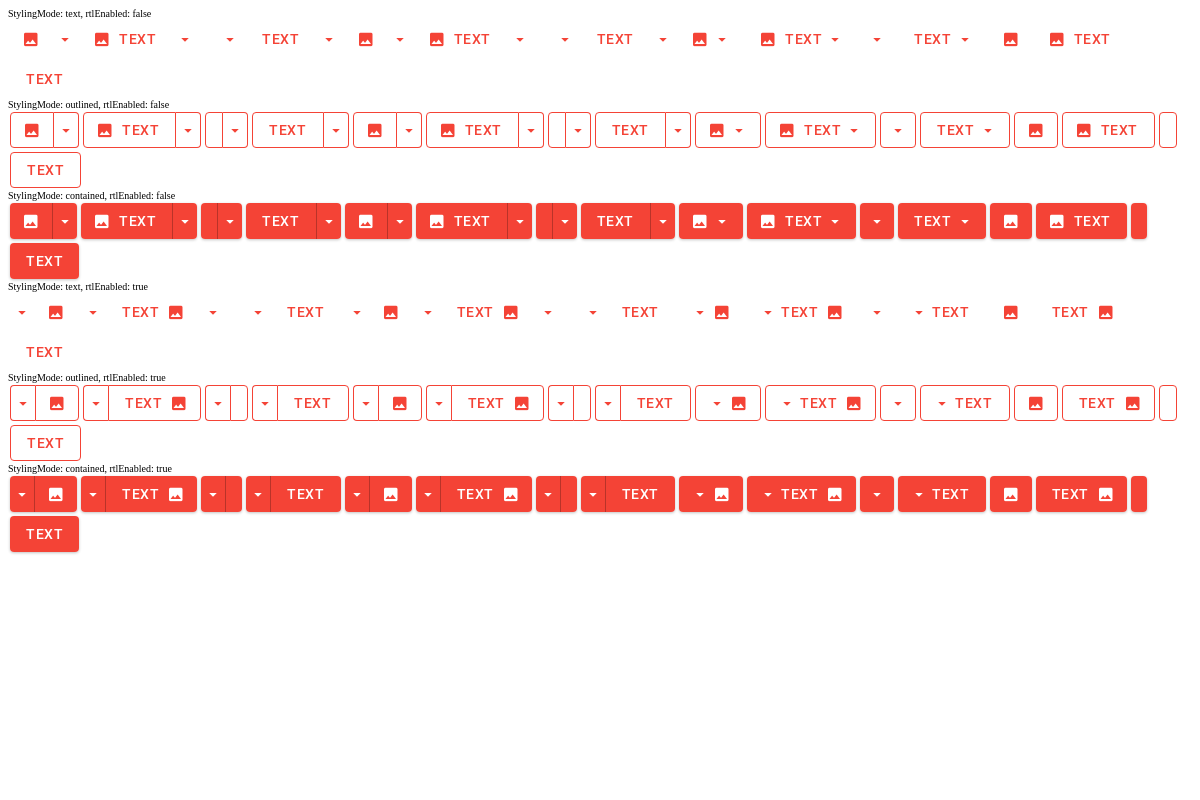 StylingMode: text, rtlEnabled: false
TEXT TEXT TEXT TEXT TEXT TEXT TEXT
TEXT
StylingMode: outlined, rtlEnabled: false
TEXT TEXT TEXT TEXT TEXT TEXT TEXT
TEXT
StylingMode: contained, rtlEnabled: false
TEXT TEXT TEXT TEXT TEXT TEXT TEXT
TEXT
StylingMode: text, rtlEnabled: true
TEXT TEXT TEXT TEXT TEXT TEXT TEXT
TEXT
StylingMode: outlined, rtlEnabled: true
TEXT TEXT TEXT TEXT TEXT TEXT TEXT
TEXT
StylingMode: contained, rtlEnabled: true
TEXT TEXT TEXT TEXT TEXT TEXT TEXT
TEXT